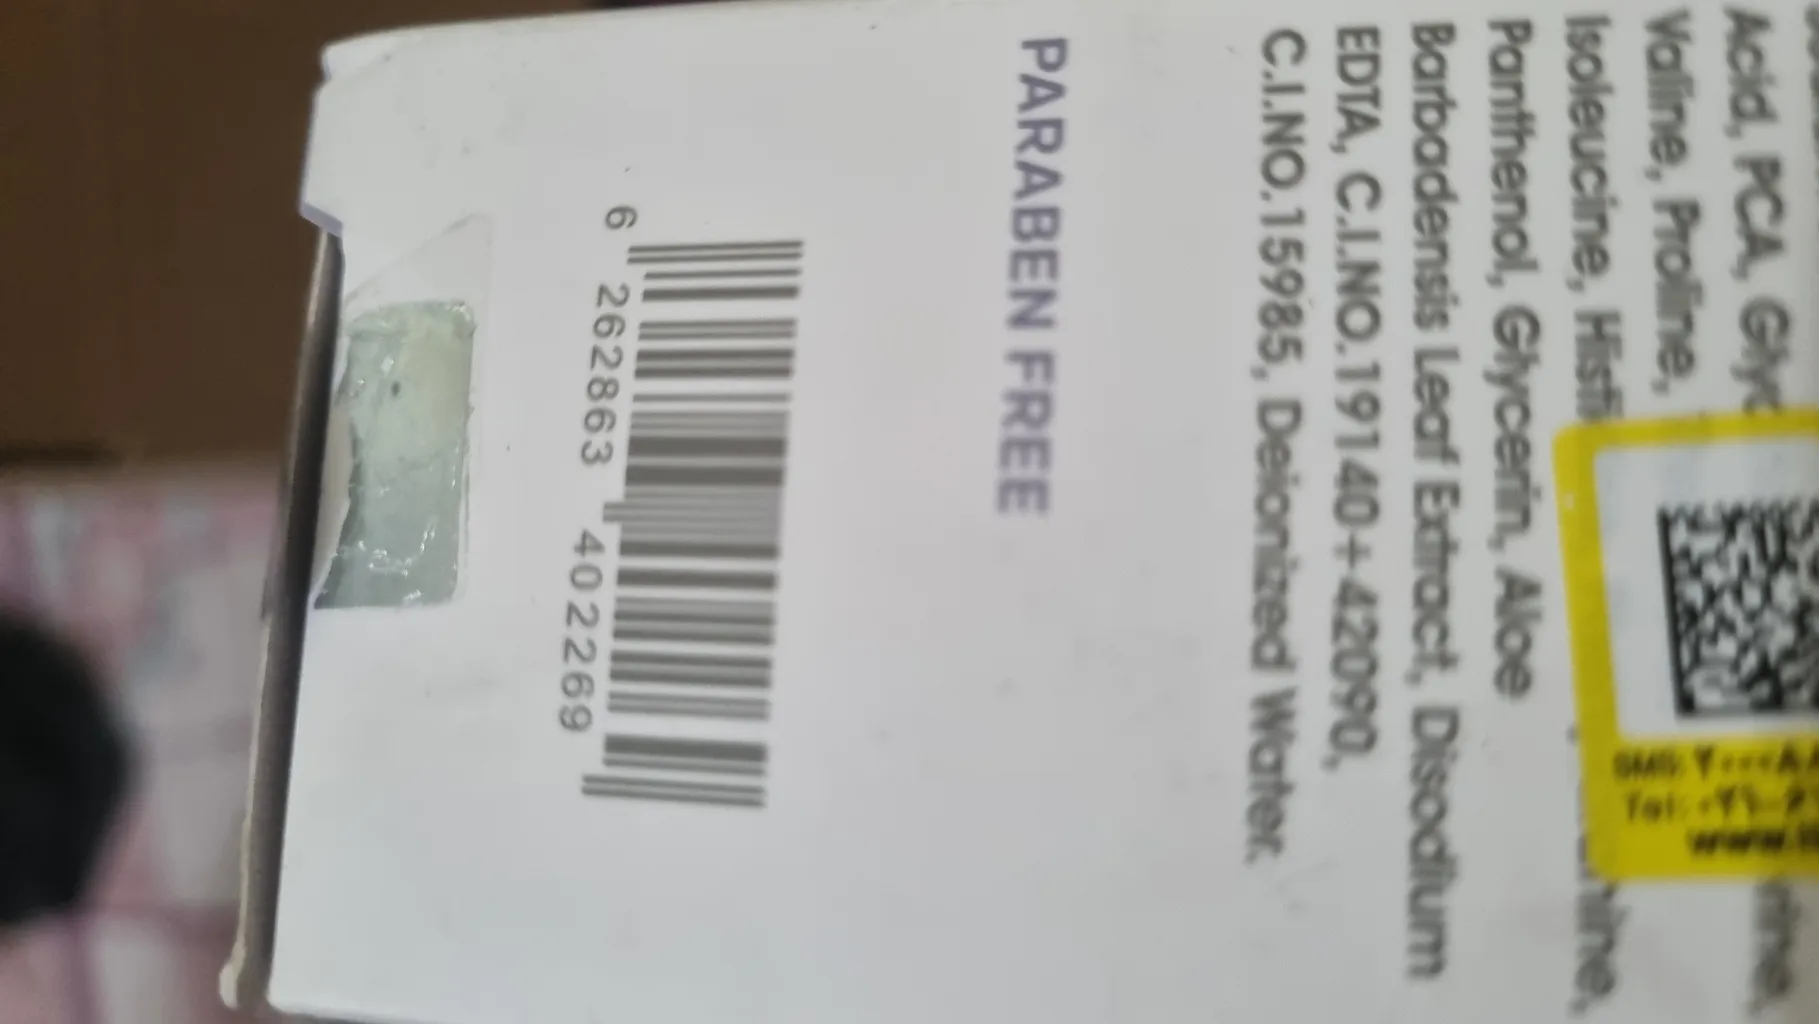 Acid, PCA,
Valine, Proline,
Isoleucine,
Panthenol, Glycerin, Aloe
Barbadensis Leaf Extract, Disodium
EDTA, C.I.NO.19140+42090,
C.I.NO.15985, Deionized Water.
PARABEN FREE
6 262863 402269